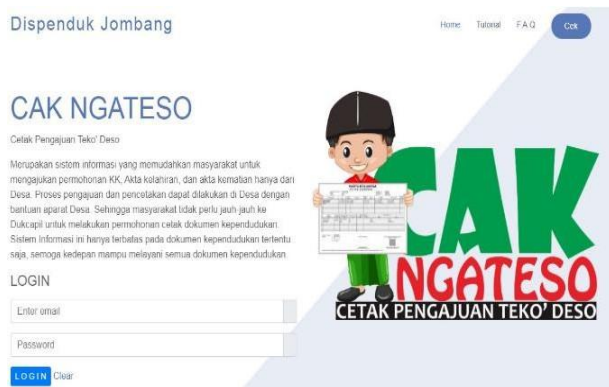 Dispenduk Jombang
Home Tutorial F A Q Cek
CAK NGATESO
Cetak Pengajuan Teko' Deso
Merupakan sistem informasi yang memudahkan masyarakat untuk
mengajukan permohonan KK, Akta kelahiran, dan akta kematian hanya dari
Desa. Proses pengajuan dan pencetakan dapat dilakukan di Desa dengan
bantuan aparat Desa. Sehingga masyarakat tidak perlu jauh-jauh ke
Dukcapil untuk melakukan permohonan cetak dokumen kependudukan.
Sistem Informasi ini hanya terbatas pada dokumen kependudukan tertentu
saja, semoga kedepan mampu melayani semua dokumen kependudukan
LOGIN
Enter email
Password
LOGIN Clear
KARTU KELUARGA
CAK
NGATESO
CETAK PENGAJUAN TEKO' DESO